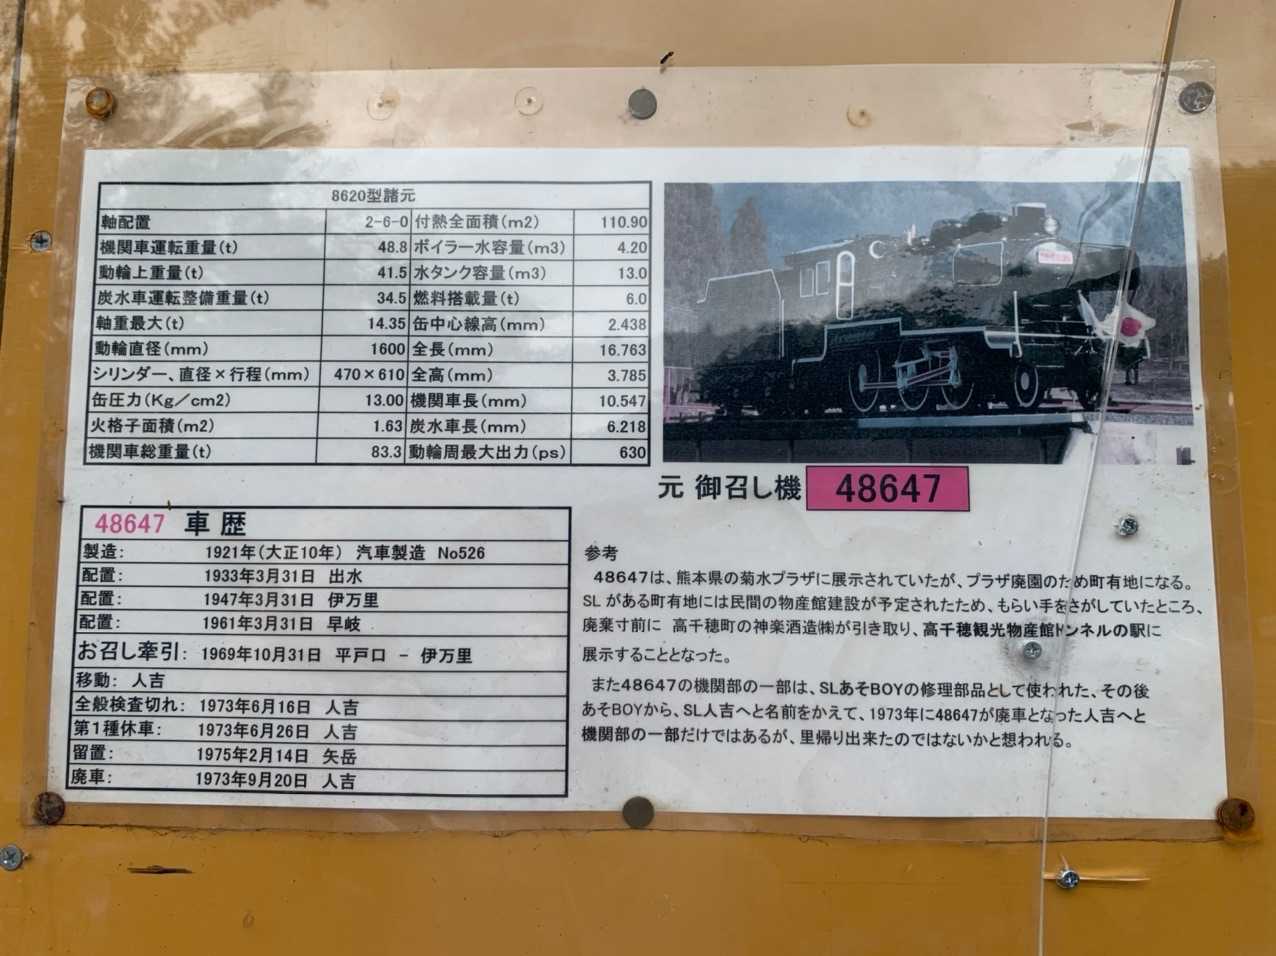 8620型諸元
軸配置 2-6-0 付熱全面積(m2) 110.90
機関車運転重量(t) 48.8 ボイラー水容量(m3) 4.20
動輪上重量(t) 41.5 水タンク容量(m3) 13.0
炭水車運転整備重量(t) 34.5 燃料搭載量(t) 6.0
軸重最大(t) 14.35 缶中心線高(mm) 2.438
動輪直径(mm) 1600 全長(mm) 16.763
シリンダー、直径×行程(mm) 470×610 全高(mm) 3.785
缶圧力(Kg/cm2) 13.00 機関車長(mm) 10.547
火格子面積(m2) 1.63 炭水車長(mm) 6.218
機関車総重量(t) 83.3 動輪周最大出力(ps) 630
元 御召し機 48647
48647 車歴
製造: 1921年(大正10年) 汽車製造 No526
配置: 1933年3月31日 出水
配置: 1947年3月31日 伊万里
配置: 1961年3月31日 早岐
お召し牽引: 1969年10月31日 平戸口 - 伊万里
移動: 人吉
全般検査切れ: 1973年6月16日 人吉
第1種休車: 1973年6月26日 人吉
留置: 1975年2月14日 矢岳
廃車: 1973年9月20日 人吉
参考
48647は、熊本県の菊水プラザに展示されていたが、プラザ廃園のため町有地になる。
SLがある町有地には民間の物産館建設が予定されたため、もらい手をさがしていたところ、
廃棄寸前に 高千穂町の神楽酒造㈱が引き取り、高千穂観光物産館トンネルの駅に
展示することとなった。
また48647の機関部の一部は、SLあそBOYの修理部品として使われた、その後
あそBOYから、SL人吉へと名前をかえて、1973年に48647が廃車となった人吉へと
機関部の一部だけではあるが、里帰り出来たのではないかと想われる。